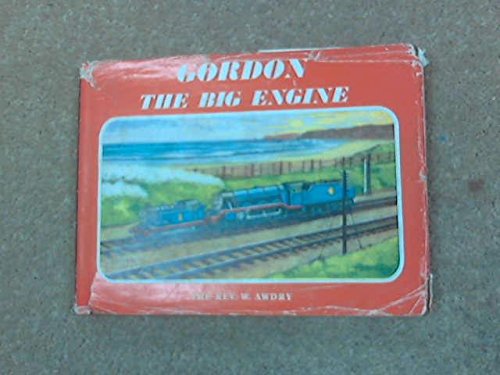 GORDON
THE BIG ENGINE
THE REV. W. AWDRY